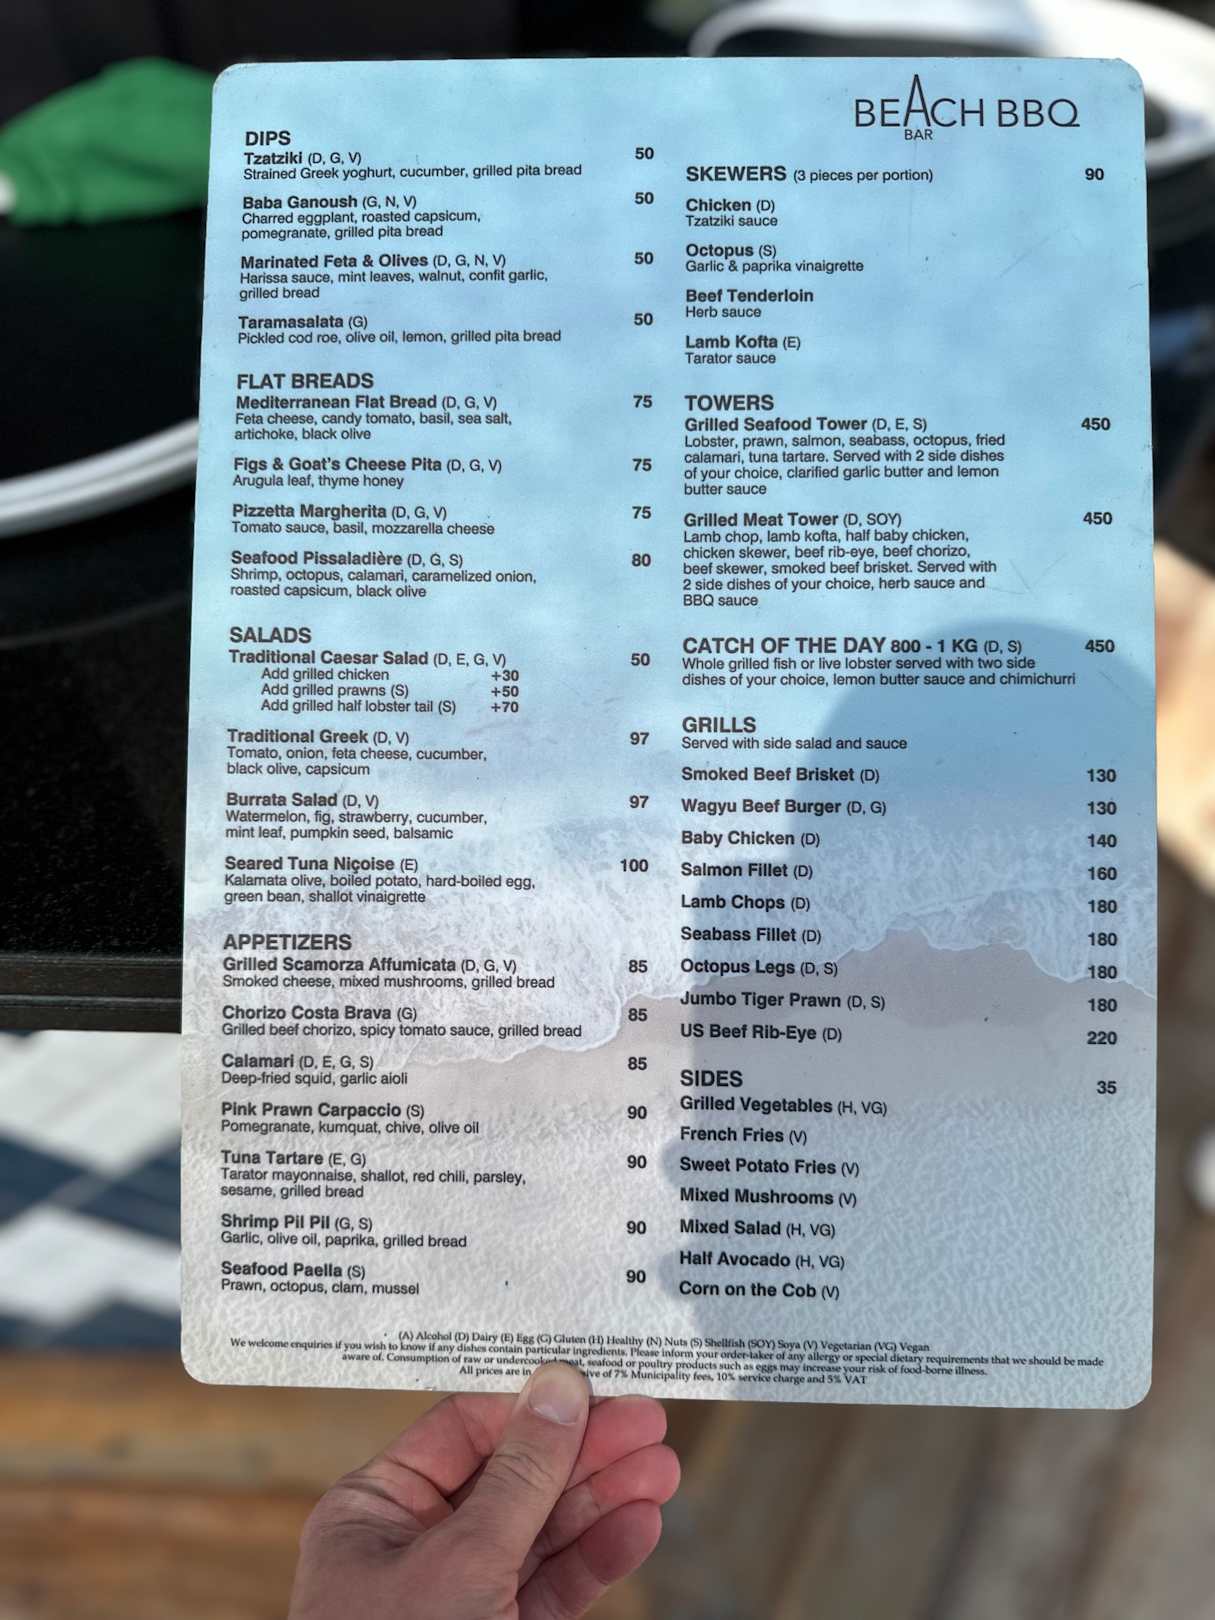 BEACH BBQ
BAR
DIPS
Tzatziki (D, G, V) 50
Strained Greek yoghurt, cucumber, grilled pita bread
Baba Ganoush (G, N, V) 50
Charred eggplant, roasted capsicum,
pomegranate, grilled pita bread
Marinated Feta & Olives (D, G, N, V) 50
Harissa sauce, mint leaves, walnut, confit garlic,
grilled bread
Taramasalata (G) 50
Pickled cod roe, olive oil, lemon, grilled pita bread
FLAT BREADS
Mediterranean Flat Bread (D, G, V) 75
Feta cheese, candy tomato, basil, sea salt,
artichoke, black olive
Figs & Goat's Cheese Pita (D, G, V) 75
Arugula leaf, thyme honey
Pizzetta Margherita (D, G, V) 75
Tomato sauce, basil, mozzarella cheese
Seafood Pissaladière (D, G, S) 80
Shrimp, octopus, calamari, caramelized onion,
roasted capsicum, black olive
SALADS
Traditional Caesar Salad (D, E, G, V) 50
Add grilled chicken +30
Add grilled prawns (S) +50
Add grilled half lobster tail (S) +70
Traditional Greek (D, V) 97
Tomato, onion, feta cheese, cucumber,
black olive, capsicum
Burrata Salad (D, V) 97
Watermelon, fig, strawberry, cucumber,
mint leaf, pumpkin seed, balsamic
Seared Tuna Niçoise (E) 100
Kalamata olive, boiled potato, hard-boiled egg,
green bean, shallot vinaigrette
APPETIZERS
Grilled Scamorza Affumicata (D, G, V) 85
Smoked cheese, mixed mushrooms, grilled bread
Chorizo Costa Brava (G) 85
Grilled beef chorizo, spicy tomato sauce, grilled bread
Calamari (D, E, G, S) 85
Deep-fried squid, garlic aioli
Pink Prawn Carpaccio (S) 90
Pomegranate, kumquat, chive, olive oil
Tuna Tartare (E, G) 90
Tarator mayonnaise, shallot, red chili, parsley,
sesame, grilled bread
Shrimp Pil Pil (G, S) 90
Garlic, olive oil, paprika, grilled bread
Seafood Paella (S) 90
Prawn, octopus, clam, mussel
SKEWERS (3 pieces per portion) 90
Chicken (D)
Tzatziki sauce
Octopus (S)
Garlic & paprika vinaigrette
Beef Tenderloin
Herb sauce
Lamb Kofta (E)
Tarator sauce
TOWERS
Grilled Seafood Tower (D, E, S) 450
Lobster, prawn, salmon, seabass, octopus, fried
calamari, tuna tartare. Served with 2 side dishes
of your choice, clarified garlic butter and lemon
butter sauce
Grilled Meat Tower (D, SOY) 450
Lamb chop, lamb kofta, half baby chicken,
chicken skewer, beef rib-eye, beef chorizo,
beef skewer, smoked beef brisket. Served with
2 side dishes of your choice, herb sauce and
BBQ sauce
CATCH OF THE DAY 800 - 1 KG (D, S) 450
Whole grilled fish or live lobster served with two side
dishes of your choice, lemon butter sauce and chimichurri
GRILLS
Served with side salad and sauce
Smoked Beef Brisket (D) 130
Wagyu Beef Burger (D, G) 130
Baby Chicken (D) 140
Salmon Fillet (D) 160
Lamb Chops (D) 180
Seabass Fillet (D) 180
Octopus Legs (D, S) 180
Jumbo Tiger Prawn (D, S) 180
US Beef Rib-Eye (D) 220
SIDES 35
Grilled Vegetables (H, VG)
French Fries (V)
Sweet Potato Fries (V)
Mixed Mushrooms (V)
Mixed Salad (H, VG)
Half Avocado (H, VG)
Corn on the Cob (V)
(A) Alcohol (D) Dairy (E) Egg (G) Gluten (H) Healthy (N) Nuts (S) Shellfish (SOY) Soya (V) Vegetarian (VG) Vegan
We welcome enquiries if you wish to know if any dishes contain particular ingredients. Please inform your order-taker of any allergy or special dietary requirements that we should be made
aware of. Consumption of raw or undercooked meat, seafood or poultry products such as eggs may increase your risk of food-borne illness.
All prices are in of 7% Municipality fees, 10% service charge and 5% VAT